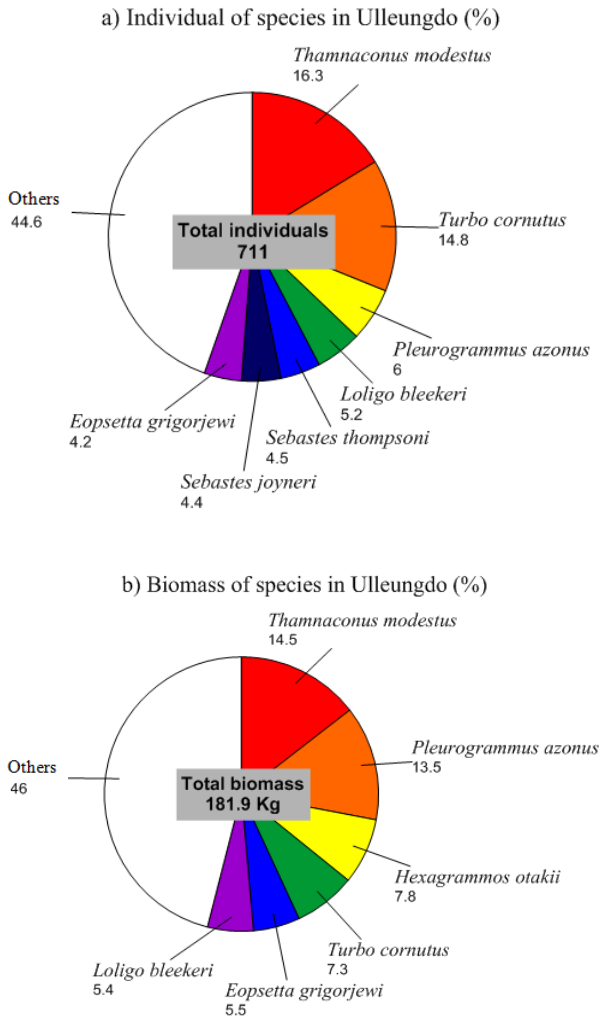 a) Individual of species in Ulleungdo (%)
Thamnaconus modestus
16.3
Others
44.6
Total individuals
711
Turbo cornutus
14.8
Pleurogrammus azonus
6
Loligo bleekeri
5.2
Eopsetta grigorjewi
4.2
Sebastes thompsoni
4.5
Sebastes joyneri
4.4
b) Biomass of species in Ulleungdo (%)
Thamnaconus modestus
14.5
Pleurogrammus azonus
13.5
Others
46
Total biomass
181.9 Kg
Hexagrammos otakii
7.8
Turbo cornutus
7.3
Loligo bleekeri
5.4
Eopsetta grigorjewi
5.5